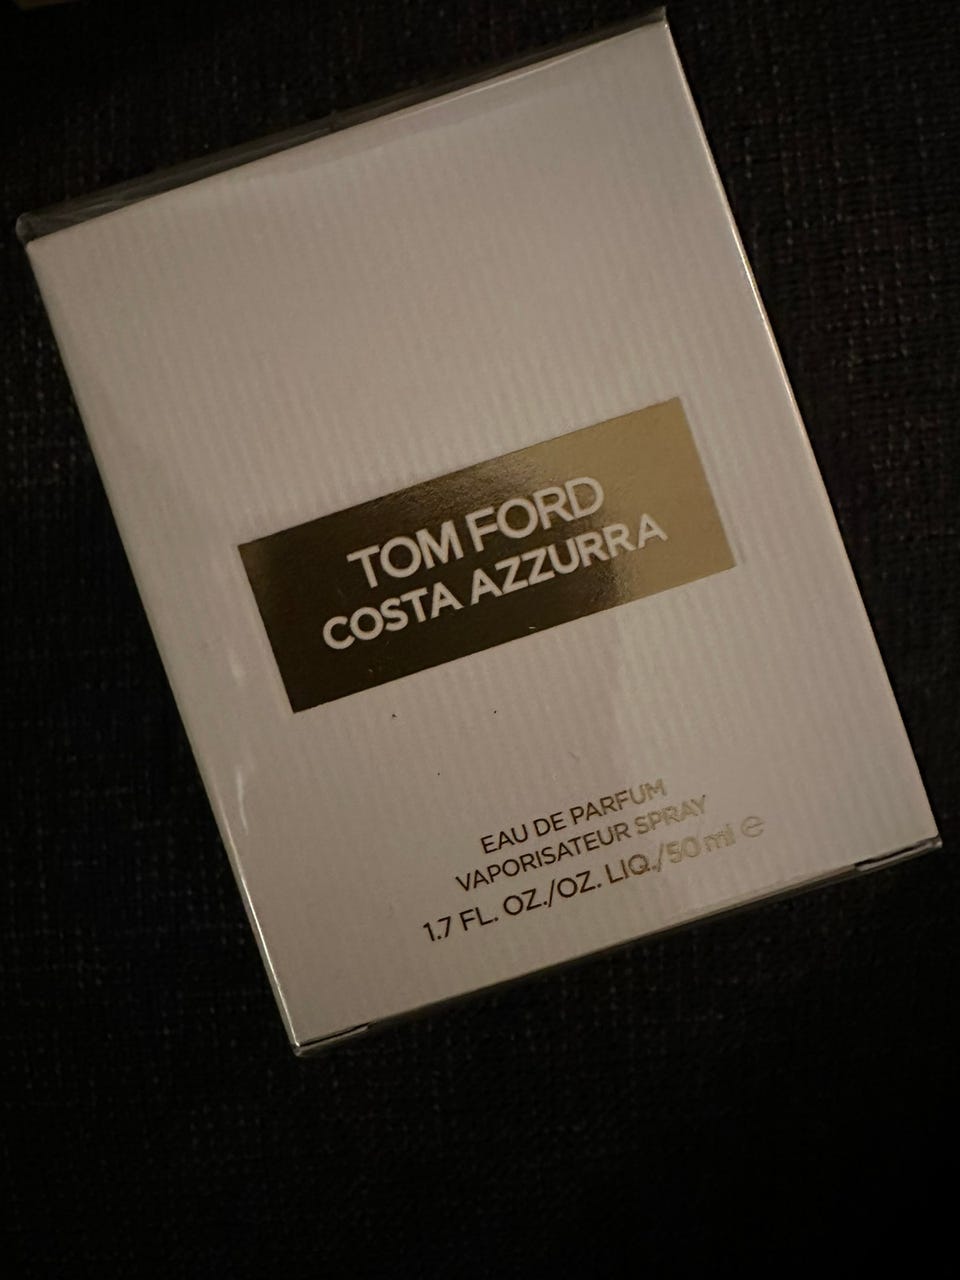 TOM FORD
COSTA AZZURRA
EAU DE PARFUM
VAPORISATEUR SPRAY
1.7 FL. OZ./OZ. LIQ./50 ml ℮